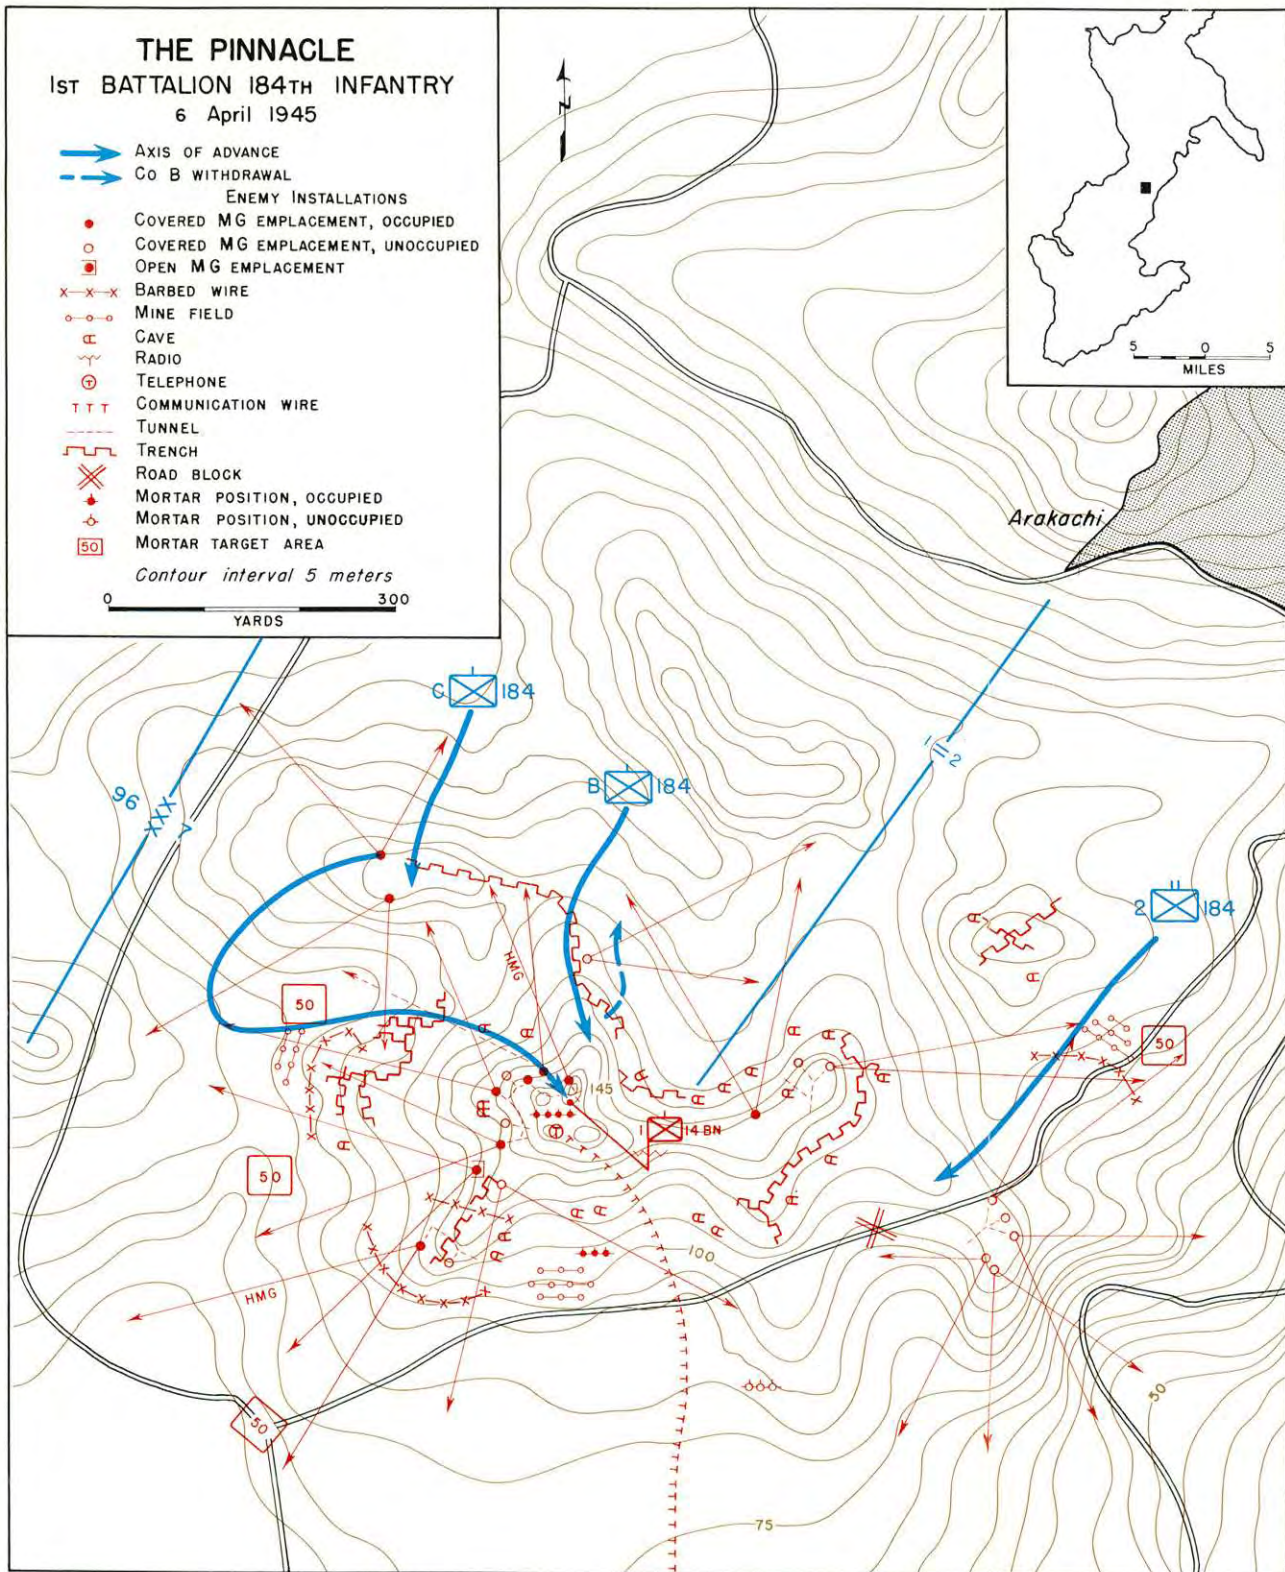 THE PINNACLE
1ST BATTALION 184TH INFANTRY
6 April 1945
AXIS OF ADVANCE
CO B WITHDRAWAL
ENEMY INSTALLATIONS
COVERED MG EMPLACEMENT, OCCUPIED
COVERED MG EMPLACEMENT, UNOCCUPIED
OPEN MG EMPLACEMENT
X—X—X BARBED WIRE
MINE FIELD
CAVE
RADIO
T TELEPHONE
T T T COMMUNICATION WIRE
TUNNEL
TRENCH
ROAD BLOCK
MORTAR POSITION, OCCUPIED
MORTAR POSITION, UNOCCUPIED
50 MORTAR TARGET AREA
Contour interval 5 meters
0 300
YARDS
N
5 0 5
MILES
Arakachi
C 184
B 184
1 = 2
96 XXX 7
2 184
HMG
50
50
145
1 14 BN
T
50
100
HMG
50
50
75